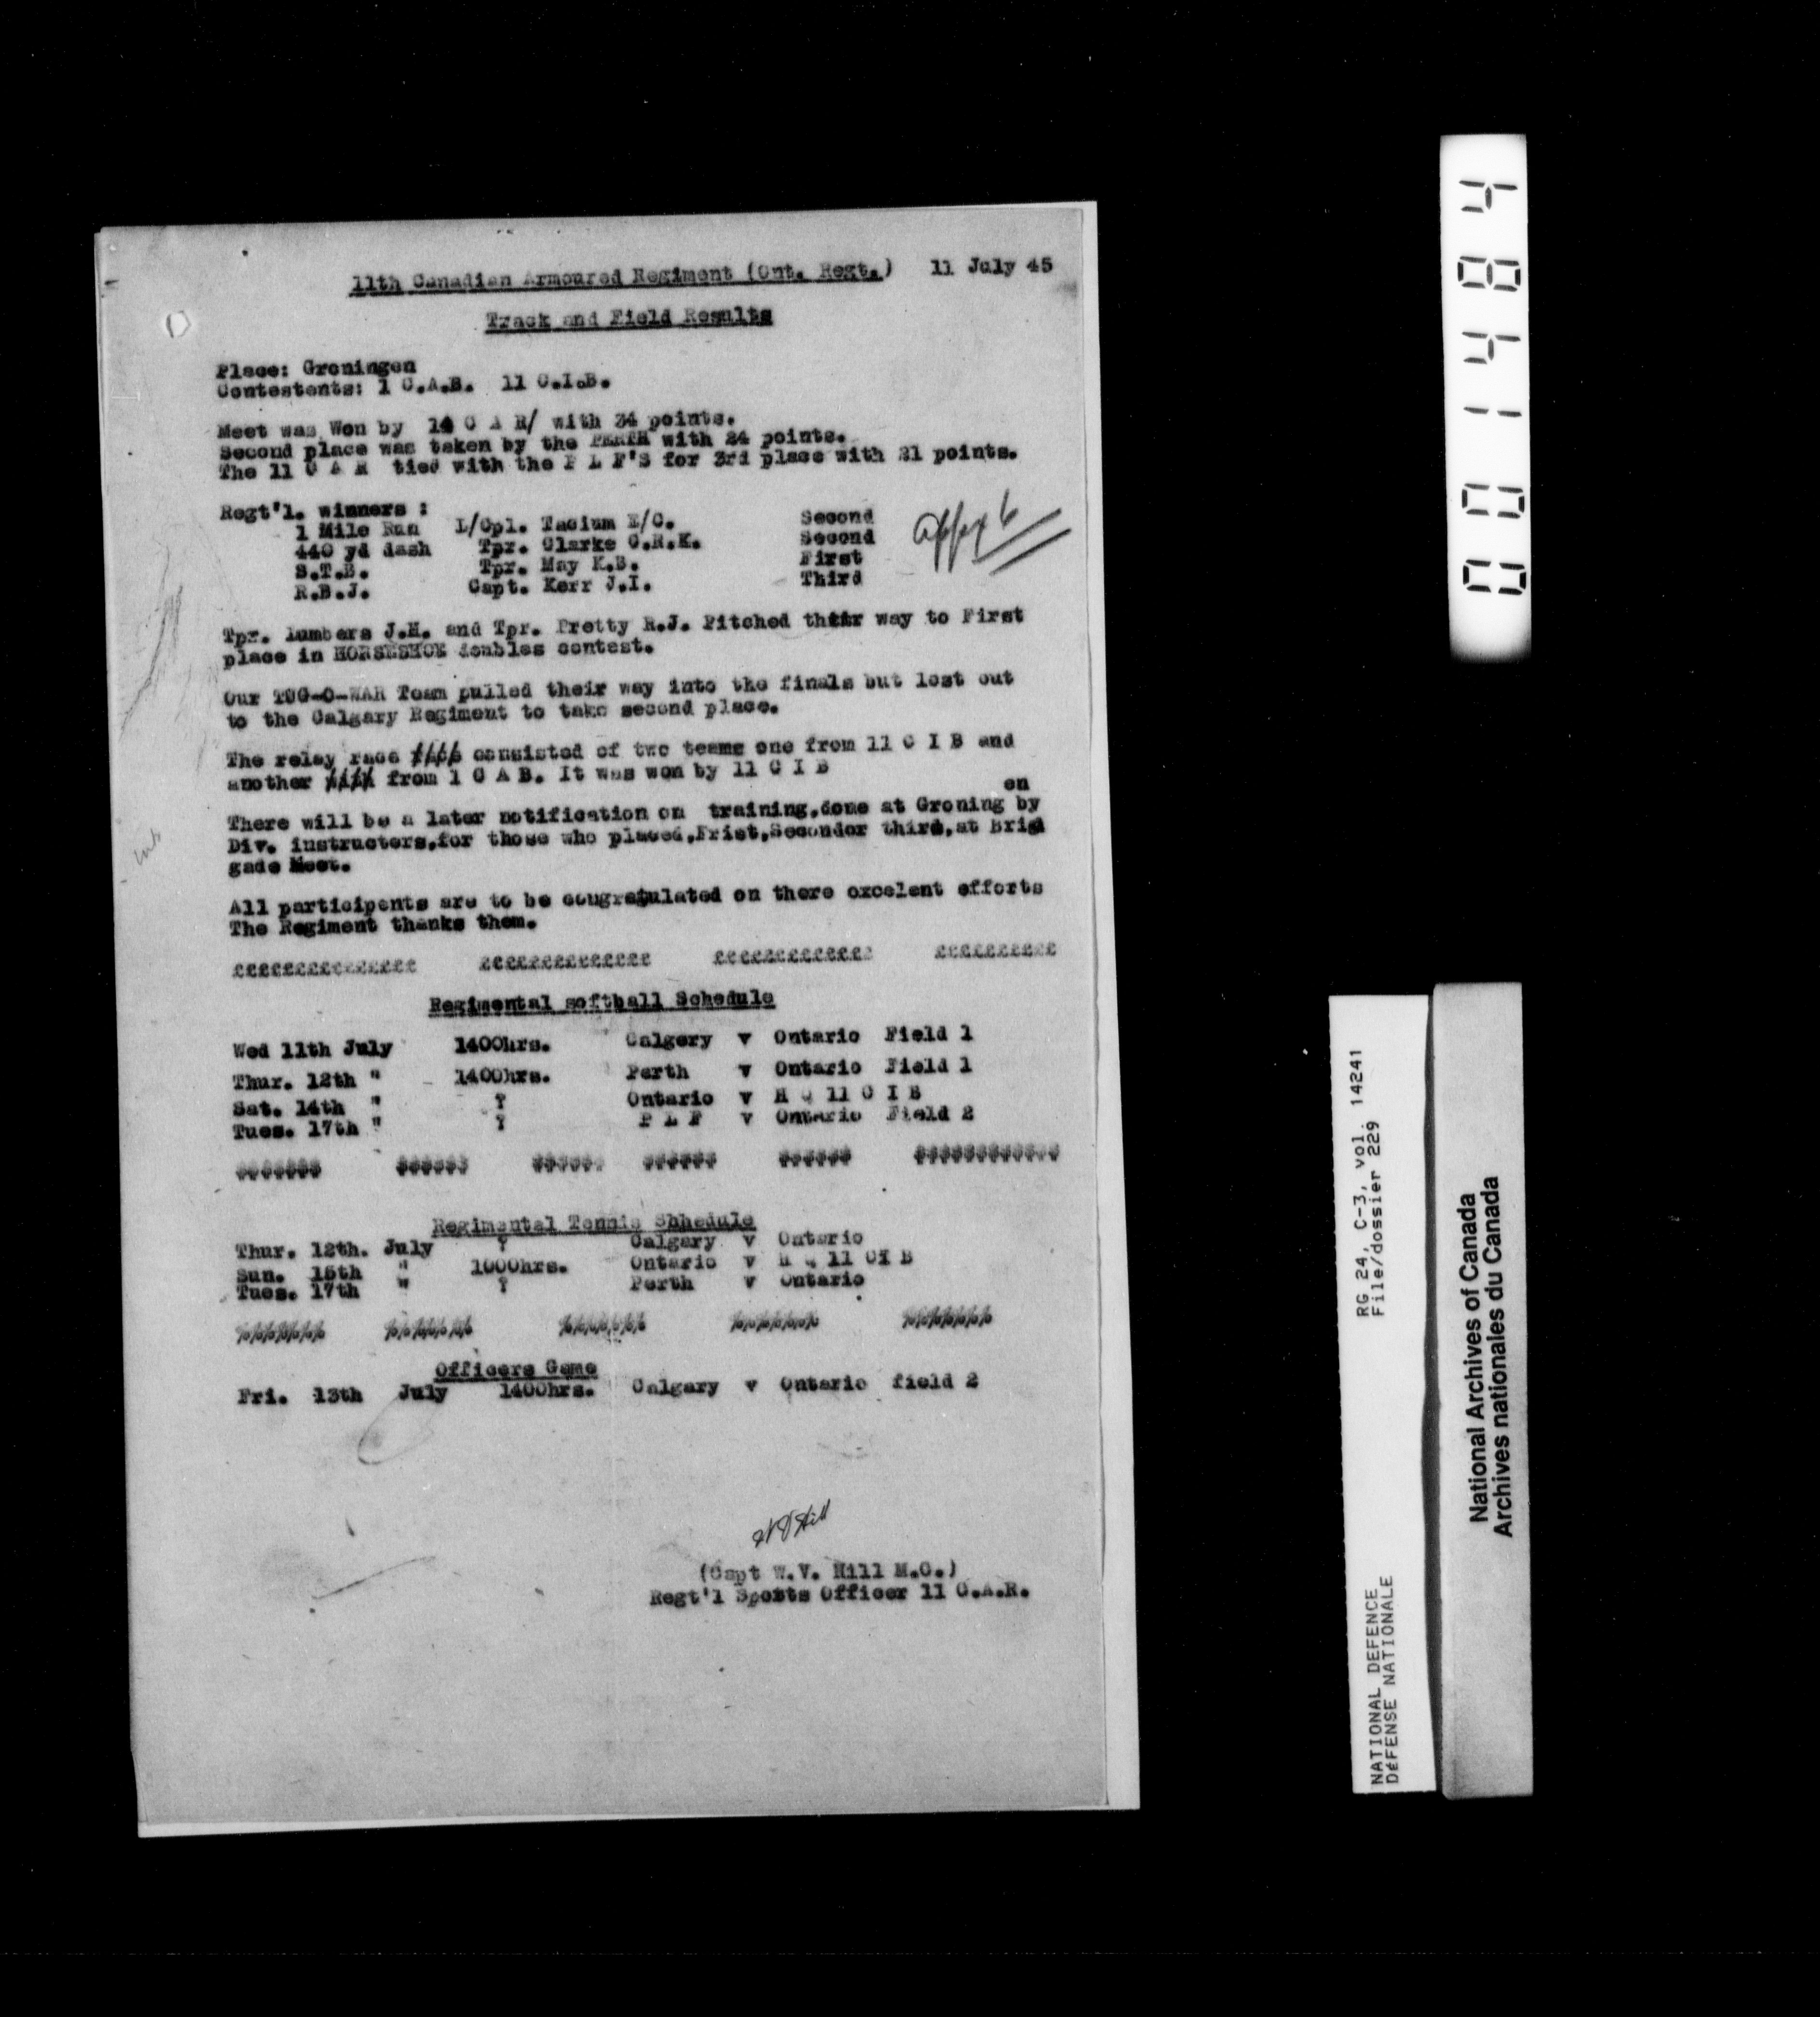 11th Canadian Armoured Regiment (Ont. Regt.) 11 July 45
Track and Field Results
Place: Groningen
Contestents: 1 C.A.B. 11 C.I.B.
Meet was Won by 14 C A R/ with 34 points.
Second place was taken by the PERTH with 24 points.
The 11 C A R tied with the P L F'S for 3rd place with 21 points.
Regt'l. winners :
1 Mile Run L/Cpl. Tacium E/C. Second
440 yd dash Tpr. Clarke C.R.K. Second
S.T.B. Tpr. May K.B. First
R.B.J. Capt. Kerr J.I. Third
Appx 6
Tpr. lumbers J.H. and Tpr. Pretty R.J. Pitched their way to First
place in HORSESHOE doubles contest.
Our TUG-O-WAR Team pulled their way into the finals but lost out
to the Calgary Regiment to take second place.
The relay race consisted of two teams one from 11 C I B and
another from 1 C A B. It was won by 11 C I B
en
There will be a later notification on training,done at Groning by
Div. instructors,for those who placed,Frist,Secondor third,at Brig
gade Meet.
All participents are to be congratulated on there excelent efforts
The Regiment thanks them.
£££££££££££££££ ££££££££££££££ £££££££££££££ ££££££££££
Regimental softball Schedule
Wed 11th July 1400hrs. Calgery v Ontario Field 1
Thur. 12th " - 1400hrs. Perth v Ontario Field 1
Sat. 14th " ? Ontario v H Q 11 C I B
Tues. 17th " ? P L F v Ontario Field 2
Regimental Tennis Shhedule
Thur. 12th. July ? Calgary v Ontario
Sun. 15th " 1000hrs. Ontario v H Q 11 CI B
Tues. 17th " ? Perth v Ontario
%%%%%%% %%%%%%% %%%%%%% %%%%%%% %%%%%%%
Officers Game
Fri. 13th July 1400hrs. Calgary v Ontario field 2
WV Hill
(Capt W.V. Hill M.C.)
Regt'l Sports Officer 11 C.A.R.
001484
RG 24, C-3, vol. 14241
File/dossier 229
NATIONAL DEFENCE
DéFENSE NATIONALE
National Archives of Canada
Archives nationales du Canada